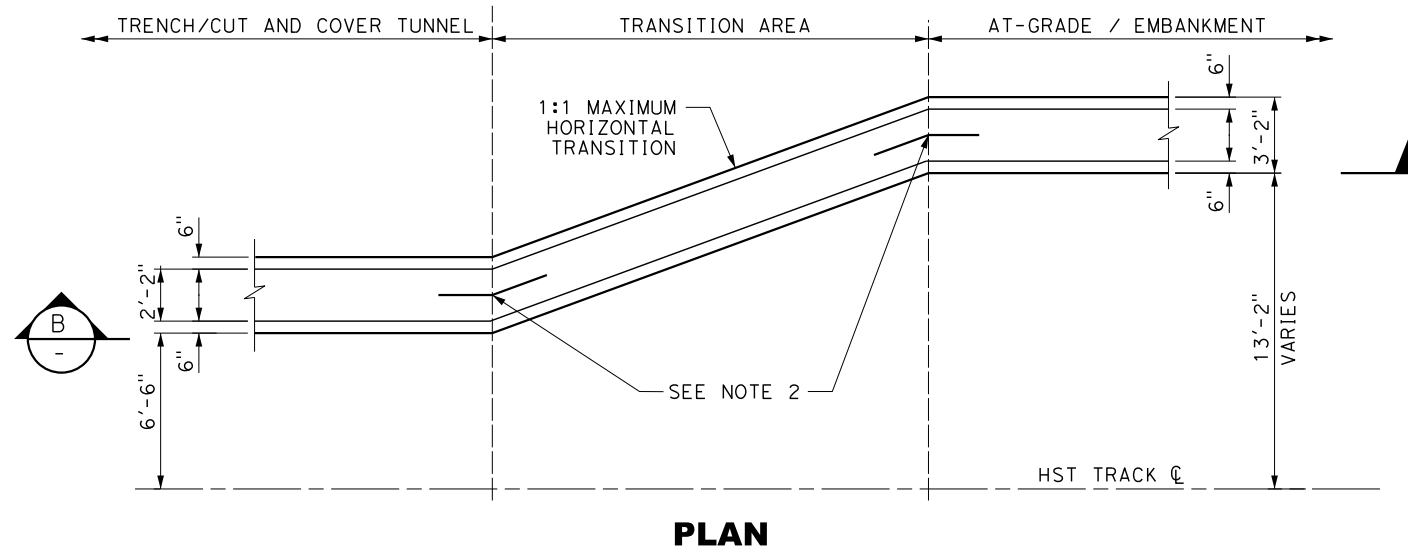 TRENCH/CUT AND COVER TUNNEL
TRANSITION AREA
AT-GRADE / EMBANKMENT
1:1 MAXIMUM
HORIZONTAL
TRANSITION
6"
3'-2"
6"
6"
2'-2"
6"
6'-6"
B
-
SEE NOTE 2
13'-2"
VARIES
HST TRACK ℄
PLAN